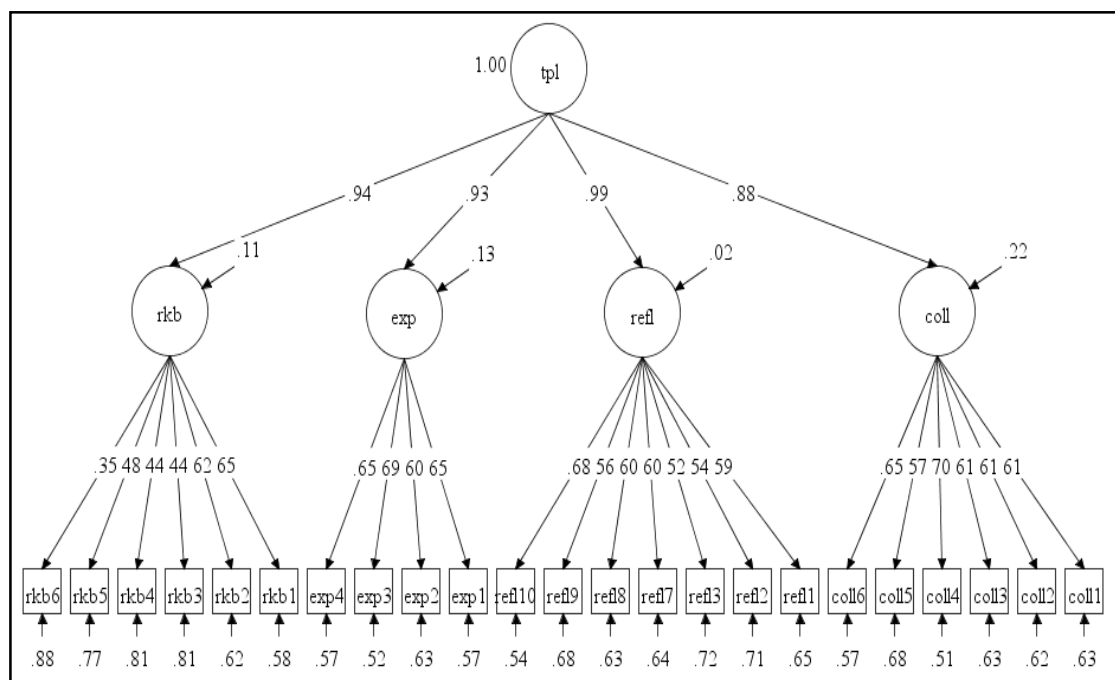 1.00 tpl
.94 .93 .99 .88
.11 .13 .02 .22
rkb exp refl coll
.35 48 44 44 62 65 .65 69 60 65 .68 56 60 60 52 54 59 .65 57 70 61 61 61
rkb6 rkb5 rkb4 rkb3 rkb2 rkb1 exp4 exp3 exp2 exp1 refl10 refl9 refl8 refl7 refl3 refl2 refl1 coll6 coll5 coll4 coll3 coll2 coll1
.88 .77 .81 .81 .62 .58 .57 .52 .63 .57 .54 .68 .63 .64 .72 .71 .65 .57 .68 .51 .63 .62 .63